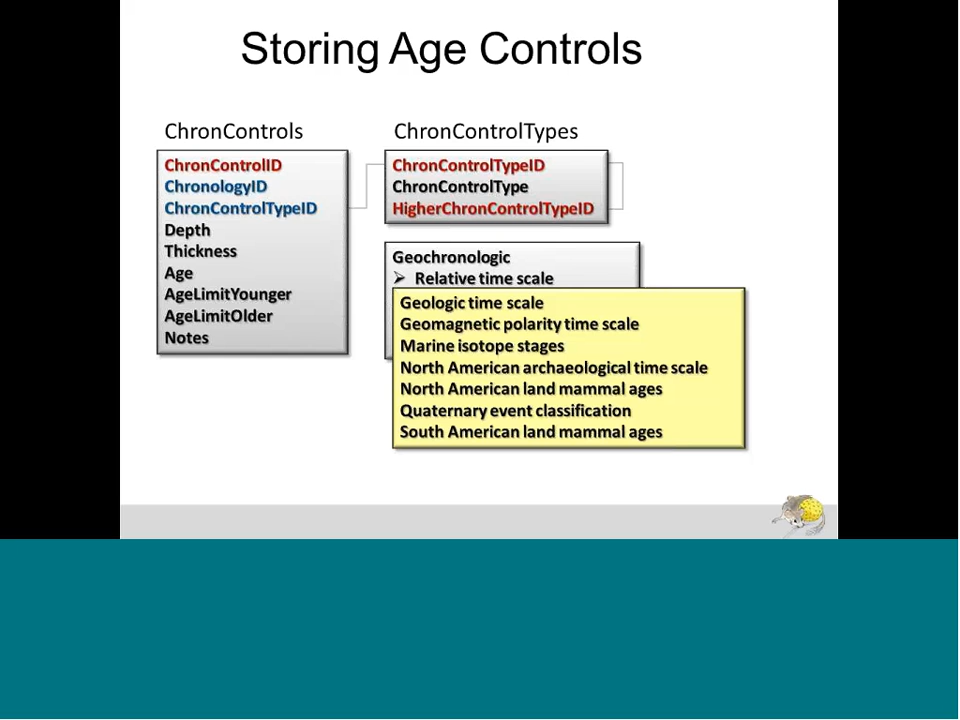 Storing Age Controls
ChronControls
ChronControlID
ChronologyID
ChronControlTypeID
Depth
Thickness
Age
AgeLimitYounger
AgeLimitOlder
Notes
ChronControlTypes
ChronControlTypeID
ChronControlType
HigherChronControlTypeID
Geochronologic
➢ Relative time scale
Geologic time scale
Geomagnetic polarity time scale
Marine isotope stages
North American archaeological time scale
North American land mammal ages
Quaternary event classification
South American land mammal ages